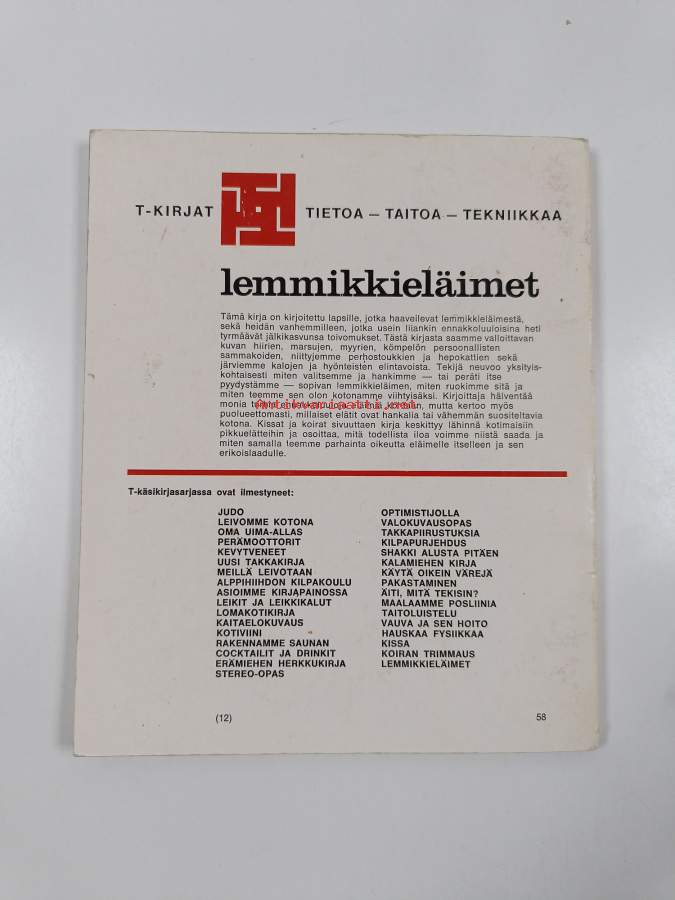 T-KIRJAT TIETOA — TAITOA — TEKNIIKKAA
lemmikkieläimet
Tämä kirja on kirjoitettu lapsille, jotka haaveilevat lemmikkieläimestä,
sekä heidän vanhemmilleen, jotka usein liiankin ennakkoluuloisina heti
tyrmäävät jälkikasvunsa toivomukset. Tästä kirjasta saamme valloittavan
kuvan hiirien, marsujen, myyrien, kömpelön persoonallisten
sammakoiden, niittyjemme perhostoukkien ja hepokattien sekä
järviemme kalojen ja hyönteisten elintavoista. Tekijä neuvoo yksityis-
kohtaisesti miten valitsemme ja hankimme — tai peräti itse
pyydystämme — sopivan lemmikkieläimen, miten ruokimme sitä ja
miten teemme sen olon kotonamme viihtyisäksi. Kirjoittaja hälventää
monia
Antikvariaatti.net
mutta kertoo myös
puolueettomasti, millaiset elätit ovat hankalia tai vähemmän suositeltavia
kotona. Kissat ja koirat sivuuttaen kirja keskittyy lähinnä kotimaisiin
pikkuelätteihin ja osoittaa, mitä todellista iloa voimme niistä saada ja
miten samalla teemme parhainta oikeutta eläimelle itselleen ja sen
erikoislaadulle.
T-käsikirjasarjassa ovat ilmestyneet:
JUDO
LEIVOMME KOTONA
OMA UIMA-ALLAS
PERÄMOOTTORIT
KEVYTVENEET
UUSI TAKKAKIRJA
MEILLÄ LEIVOTAAN
ALPPIHIIHDON KILPAKOULU
ASIOIMME KIRJAPAINOSSA
LEIKIT JA LEIKKIKALUT
LOMAKOTIKIRJA
KAITAELOKUVAUS
KOTIVIINI
RAKENNAMME SAUNAN
COCKTAILIT JA DRINKIT
ERÄMIEHEN HERKKUKIRJA
STEREO-OPAS
OPTIMISTIJOLLA
VALOKUVAUSOPAS
TAKKAPIIRUSTUKSIA
KILPAPURJEHDUS
SHAKKI ALUSTA PITÄEN
KALAMIEHEN KIRJA
KÄYTÄ OIKEIN VÄREJÄ
PAKASTAMINEN
ÄITI, MITÄ TEKISIN?
MAALAAMME POSLIINIA
TAITOLUISTELU
VAUVA JA SEN HOITO
HAUSKAA FYSIIKKAA
KISSA
KOIRAN TRIMMAUS
LEMMIKKIELÄIMET
(12) 58